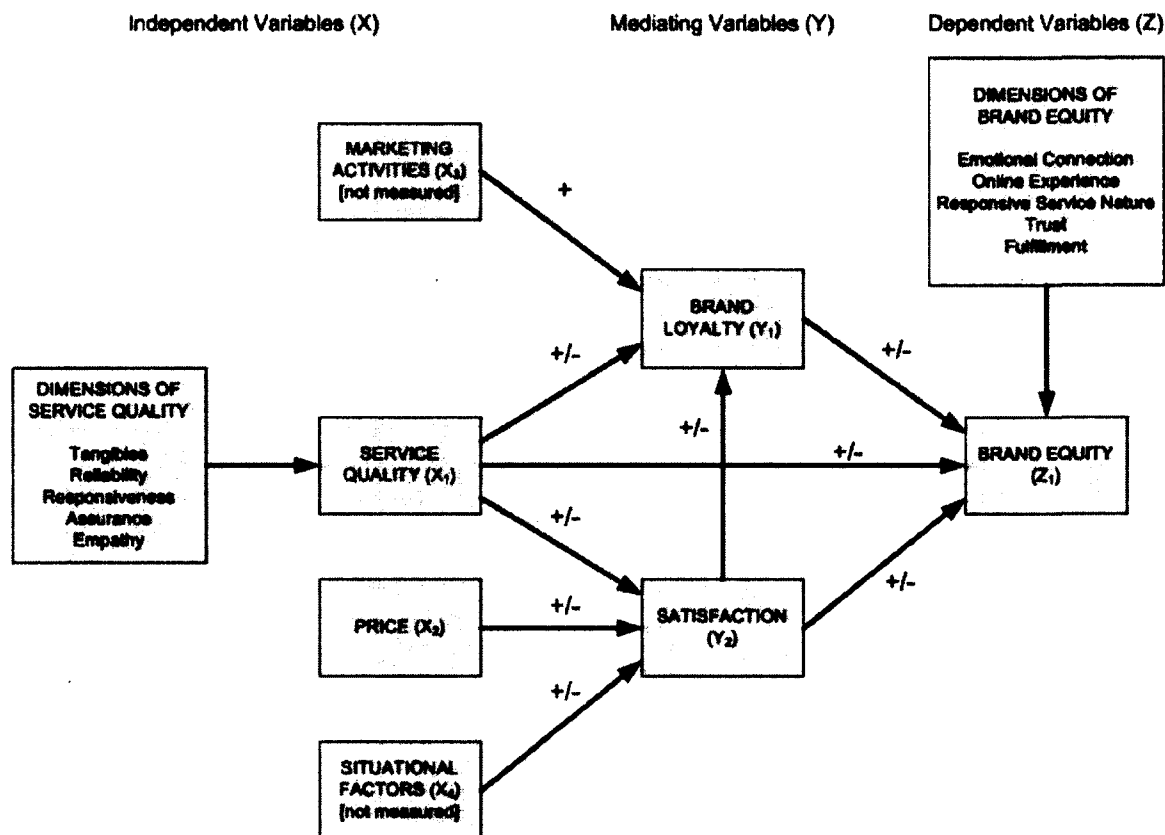 Independent Variables (X)
Mediating Variables (Y)
Dependent Variables (Z)
DIMENSIONS OF
BRAND EQUITY
Emotional Connection
Online Experience
Responsive Service Nature
Trust
Fulfillment
MARKETING
ACTIVITIES (X₃)
[not measured]
+
BRAND
LOYALTY (Y₁)
+/-
+/-
DIMENSIONS OF
SERVICE QUALITY
Tangibles
Reliability
Responsiveness
Assurance
Empathy
SERVICE
QUALITY (X₁)
+/-
+/-
BRAND EQUITY
(Z₁)
+/-
PRICE (X₂)
+/-
SATISFACTION
(Y₂)
+/-
+/-
SITUATIONAL
FACTORS (X₄)
[not measured]